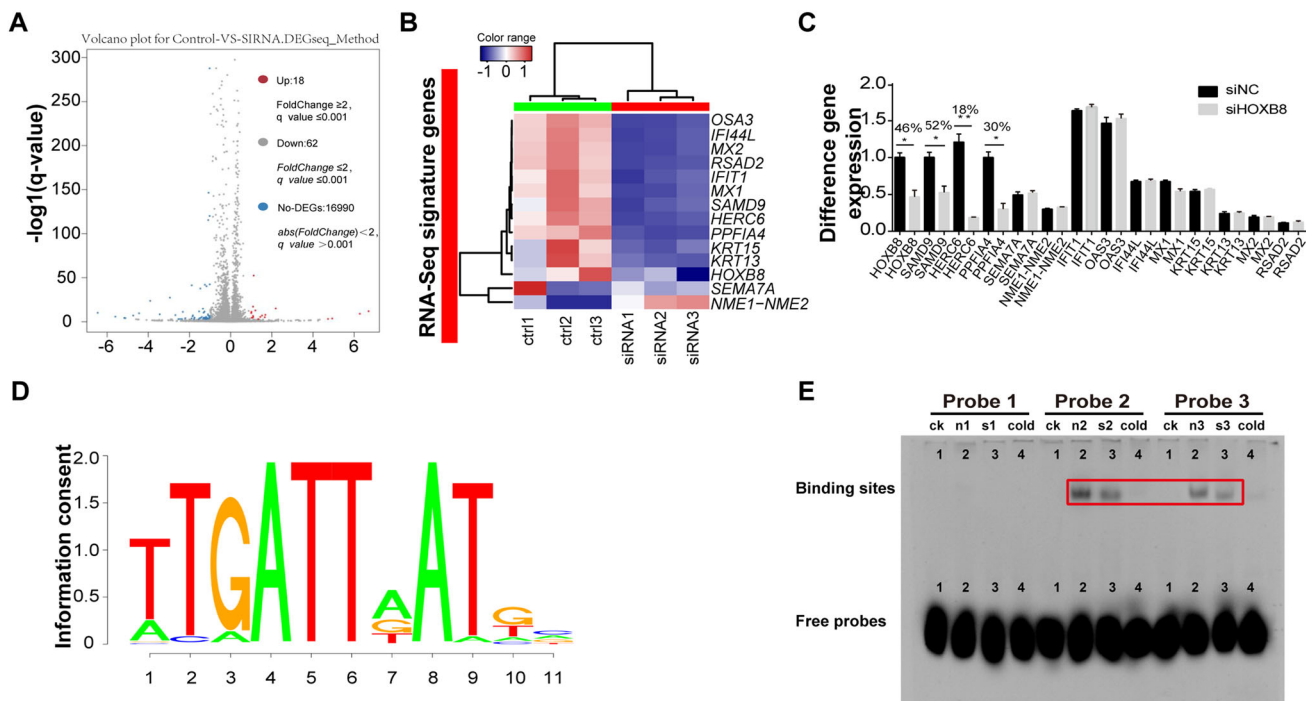 A
Volcano plot for Control-VS-SIRNA.DEGseq_Method
-log1(q-value)
300
250
200
150
100
50
0
-6
-4
-2
0
2
4
6
Up:18
FoldChange ≥2,
q value ≤0.001
Down:62
FoldChange ≤2,
q value ≤0.001
No-DEGs:16990
abs(FoldChange)<2,
q value >0.001
B
Color range
-1 0 1
RNA-Seq signature genes
OSA3
IFI44L
MX2
RSAD2
IFIT1
MX1
SAMD9
HERC6
PPFIA4
KRT15
KRT13
HOXB8
SEMA7A
NME1-NME2
ctrl1
ctrl2
ctrl3
siRNA1
siRNA2
siRNA3
C
Difference gene
expression
2.0
1.5
1.0
0.5
0.0
siNC
siHOXB8
46%
*
52%
*
18%
**
30%
*
HOXB8
HOXB8
SAMD9
SAMD9
HERC6
HERC6
PPFIA4
PPFIA4
SEMA7A
SEMA7A
NME1-NME2
NME1-NME2
IFIT1
IFIT1
OAS3
OAS3
IFI44L
IFI44L
MX1
MX1
KRT15
KRT15
KRT13
KRT13
MX2
MX2
RSAD2
RSAD2
D
Information consent
2.0
1.5
1.0
0.5
0
T T G A T T A A T G C
A C A G A T
T A
1 2 3 4 5 6 7 8 9 10 11
E
Probe 1 Probe 2 Probe 3
ck n1 s1 cold ck n2 s2 cold ck n3 s3 cold
1 2 3 4 1 2 3 4 1 2 3 4
Binding sites
1 2 3 4 1 2 3 4 1 2 3 4
Free probes